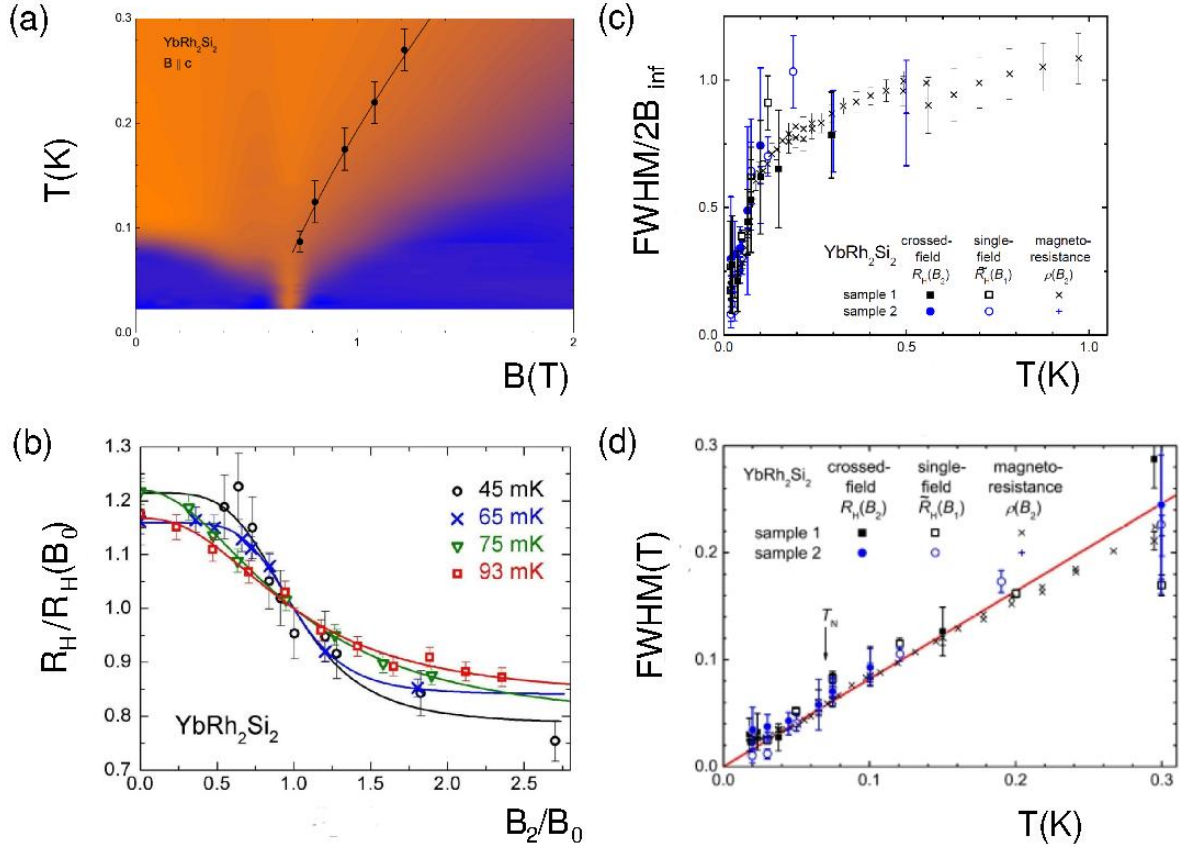 (a)
0.3
0.2
0.1
0.0
T(K)
YbRh2Si2
B || c
0
1
2
B(T)
(c)
1.0
0.5
0.0
FWHM/2B inf
YbRh2Si2
crossed-field RH(B2)
single-field R̃H(B1)
magneto-resistance ρ(B2)
sample 1
sample 2
0.0
0.5
1.0
T(K)
(b)
1.3
1.2
1.1
1.0
0.9
0.8
0.7
RH/RH(B0)
45 mK
65 mK
75 mK
93 mK
YbRh2Si2
0.0
0.5
1.0
1.5
2.0
2.5
B2/B0
(d)
0.3
0.2
0.1
0.0
FWHM(T)
YbRh2Si2
crossed-field RH(B2)
single-field R̃H(B1)
magneto-resistance ρ(B2)
sample 1
sample 2
TN
0.0
0.1
0.2
0.3
T(K)